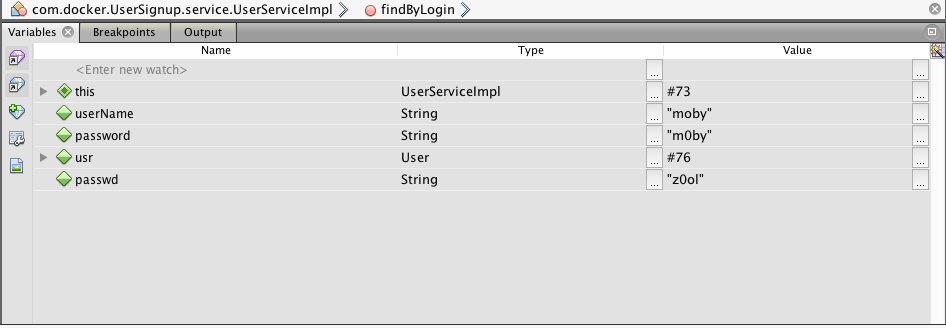 com.docker.UserSignup.service.UserServiceImpl findByLogin
Variables Breakpoints Output
Name Type Value
<Enter new watch> ... ...
this UserServiceImpl ... #73 ...
userName String ... "moby" ...
password String ... "m0by" ...
usr User ... #76 ...
passwd String ... "z0ol" ...